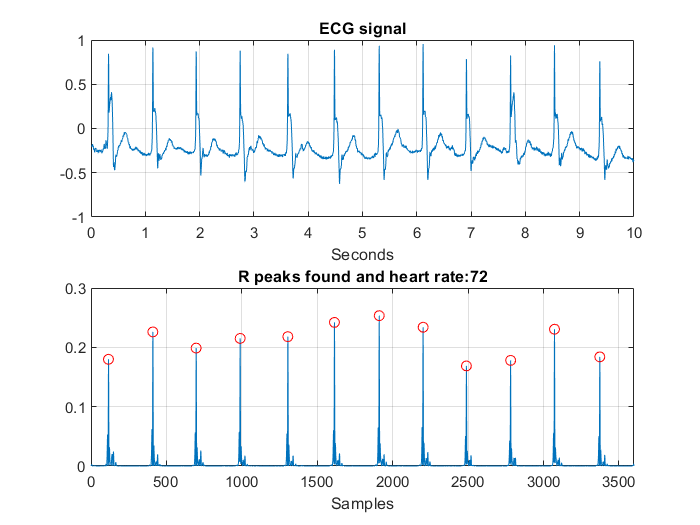 ECG signal
1
0.5
0
-0.5
-1
0 1 2 3 4 5 6 7 8 9 10
Seconds
R peaks found and heart rate:72
0.3
0.2
0.1
0
0 500 1000 1500 2000 2500 3000 3500
Samples